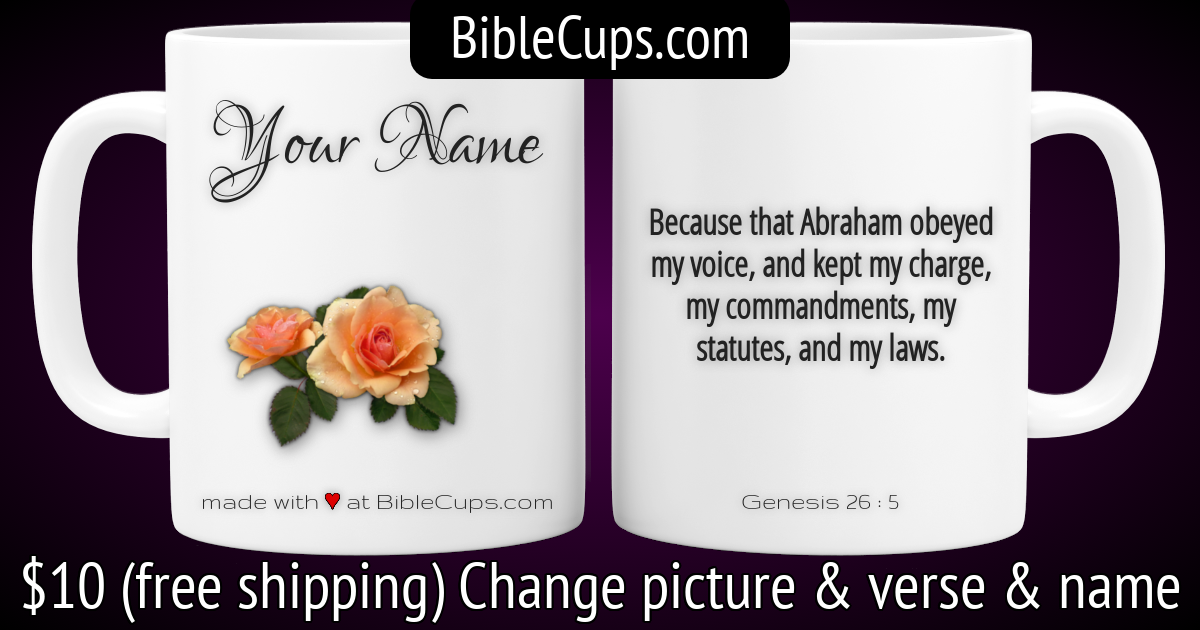 BibleCups.com
Your Name
made with ♥ at BibleCups.com
Because that Abraham obeyed
my voice, and kept my charge,
my commandments, my
statutes, and my laws.
Genesis 26 : 5
$10 (free shipping) Change picture & verse & name